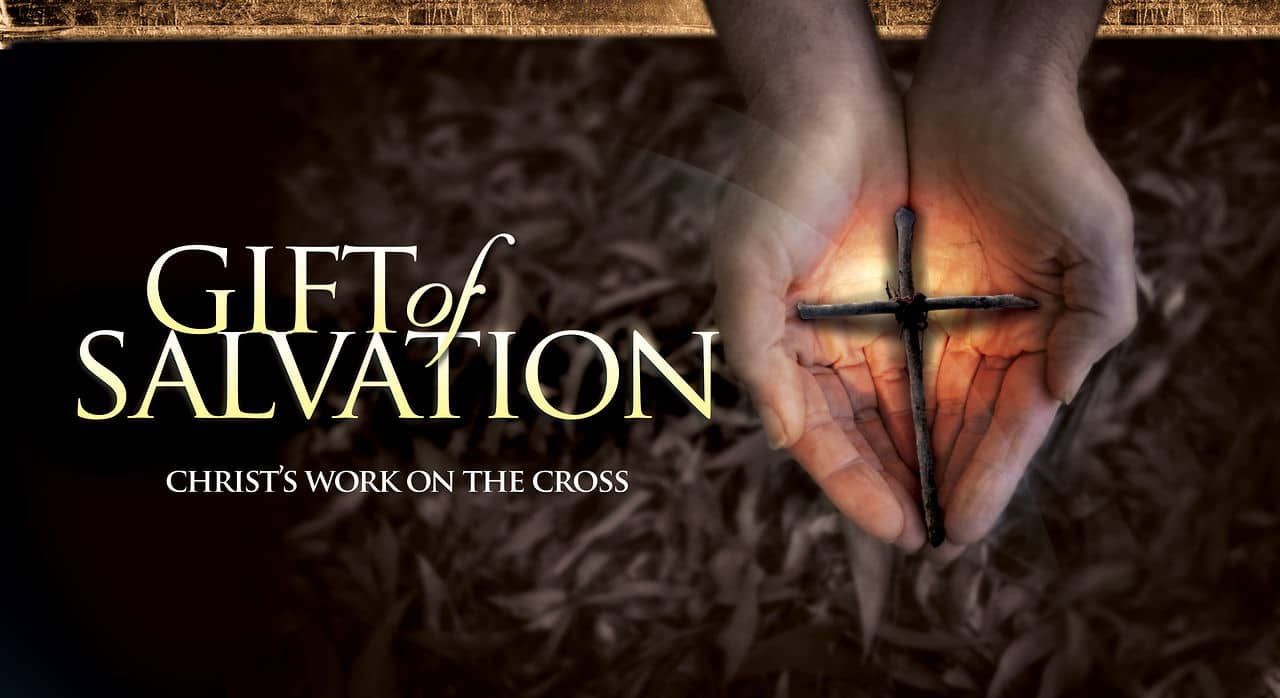 GIFT of
SALVATION
CHRIST'S WORK ON THE CROSS